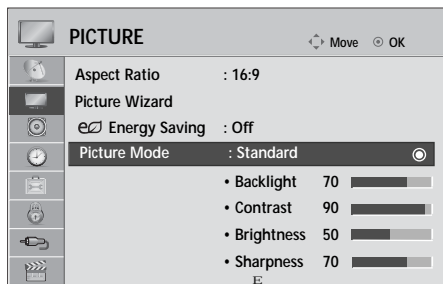 PICTURE Move OK
Aspect Ratio : 16:9
Picture Wizard
Energy Saving : Off
Picture Mode : Standard
• Backlight 70
• Contrast 90
• Brightness 50
• Sharpness 70
E